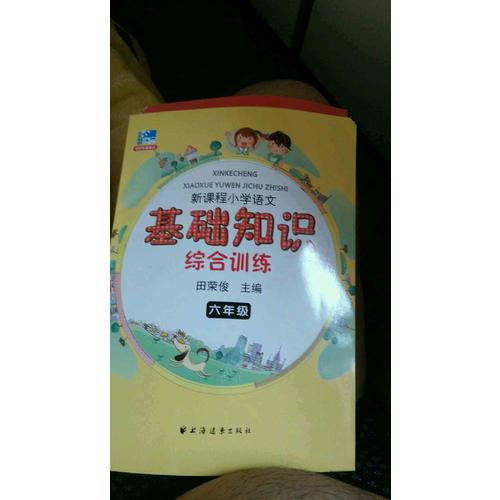 XINKECHENG
XIAOXUE YUWEN JICHU ZHISHI
新课程小学语文
基础知识
综合训练
田荣俊 主编
六年级
上海远东出版社